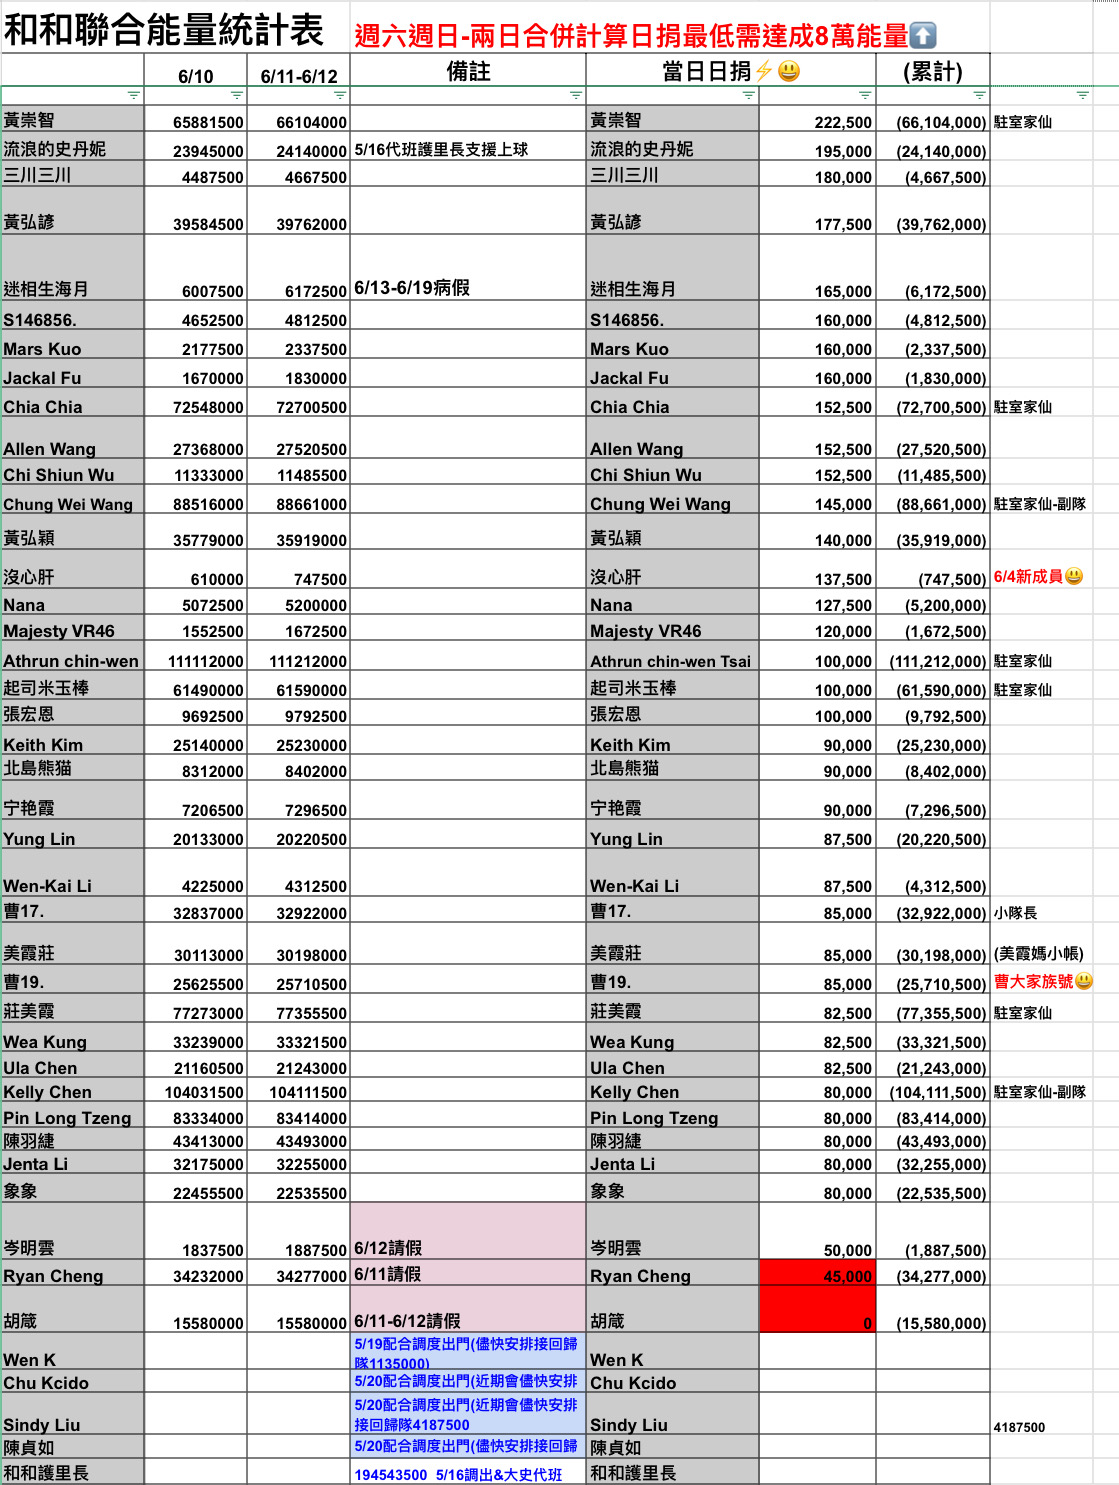 和和聯合能量統計表 週六週日-兩日合併計算日捐最低需達成8萬能量⬆️
6/10 6/11-6/12 備註 當日日捐⚡😃 (累計)
黃崇智 65881500 66104000 黃崇智 222,500 (66,104,000) 駐室家仙
流浪的史丹妮 23945000 24140000 5/16代班護里長支援上球 流浪的史丹妮 195,000 (24,140,000)
三川三川 4487500 4667500 三川三川 180,000 (4,667,500)
黃弘諺 39584500 39762000 黃弘諺 177,500 (39,762,000)
迷相生海月 6007500 6172500 6/13-6/19病假 迷相生海月 165,000 (6,172,500)
S146856. 4652500 4812500 S146856. 160,000 (4,812,500)
Mars Kuo 2177500 2337500 Mars Kuo 160,000 (2,337,500)
Jackal Fu 1670000 1830000 Jackal Fu 160,000 (1,830,000)
Chia Chia 72548000 72700500 Chia Chia 152,500 (72,700,500) 駐室家仙
Allen Wang 27368000 27520500 Allen Wang 152,500 (27,520,500)
Chi Shiun Wu 11333000 11485500 Chi Shiun Wu 152,500 (11,485,500)
Chung Wei Wang 88516000 88661000 Chung Wei Wang 145,000 (88,661,000) 駐室家仙-副隊
黃弘穎 35779000 35919000 黃弘穎 140,000 (35,919,000)
沒心肝 610000 747500 沒心肝 137,500 (747,500) 6/4新成員😃
Nana 5072500 5200000 Nana 127,500 (5,200,000)
Majesty VR46 1552500 1672500 Majesty VR46 120,000 (1,672,500)
Athrun chin-wen 111112000 111212000 Athrun chin-wen Tsai 100,000 (111,212,000) 駐室家仙
起司米玉棒 61490000 61590000 起司米玉棒 100,000 (61,590,000) 駐室家仙
張宏恩 9692500 9792500 張宏恩 100,000 (9,792,500)
Keith Kim 25140000 25230000 Keith Kim 90,000 (25,230,000)
北島熊猫 8312000 8402000 北島熊猫 90,000 (8,402,000)
宁艳霞 7206500 7296500 宁艳霞 90,000 (7,296,500)
Yung Lin 20133000 20220500 Yung Lin 87,500 (20,220,500)
Wen-Kai Li 4225000 4312500 Wen-Kai Li 87,500 (4,312,500)
曹17. 32837000 32922000 曹17. 85,000 (32,922,000) 小隊長
美霞莊 30113000 30198000 美霞莊 85,000 (30,198,000) (美霞媽小帳)
曹19. 25625500 25710500 曹19. 85,000 (25,710,500) 曹大家族號😃
莊美霞 77273000 77355500 莊美霞 82,500 (77,355,500) 駐室家仙
Wea Kung 33239000 33321500 Wea Kung 82,500 (33,321,500)
Ula Chen 21160500 21243000 Ula Chen 82,500 (21,243,000)
Kelly Chen 104031500 104111500 Kelly Chen 80,000 (104,111,500) 駐室家仙-副隊
Pin Long Tzeng 83334000 83414000 Pin Long Tzeng 80,000 (83,414,000)
陳羽緁 43413000 43493000 陳羽緁 80,000 (43,493,000)
Jenta Li 32175000 32255000 Jenta Li 80,000 (32,255,000)
象象 22455500 22535500 象象 80,000 (22,535,500)
岑明雲 1837500 1887500 6/12請假 岑明雲 50,000 (1,887,500)
Ryan Cheng 34232000 34277000 6/11請假 Ryan Cheng 45,000 (34,277,000)
胡箴 15580000 15580000 6/11-6/12請假 胡箴 0 (15,580,000)
5/19配合調度出門(儘快安排接回歸
Wen K 隊1135000) Wen K
Chu Kcido 5/20配合調度出門(近期會儘快安排 Chu Kcido
5/20配合調度出門(近期會儘快安排
Sindy Liu 接回歸隊4187500 Sindy Liu 4187500
陳貞如 5/20配合調度出門(儘快安排接回歸 陳貞如
和和護里長 194543500 5/16調出&大史代班 和和護里長